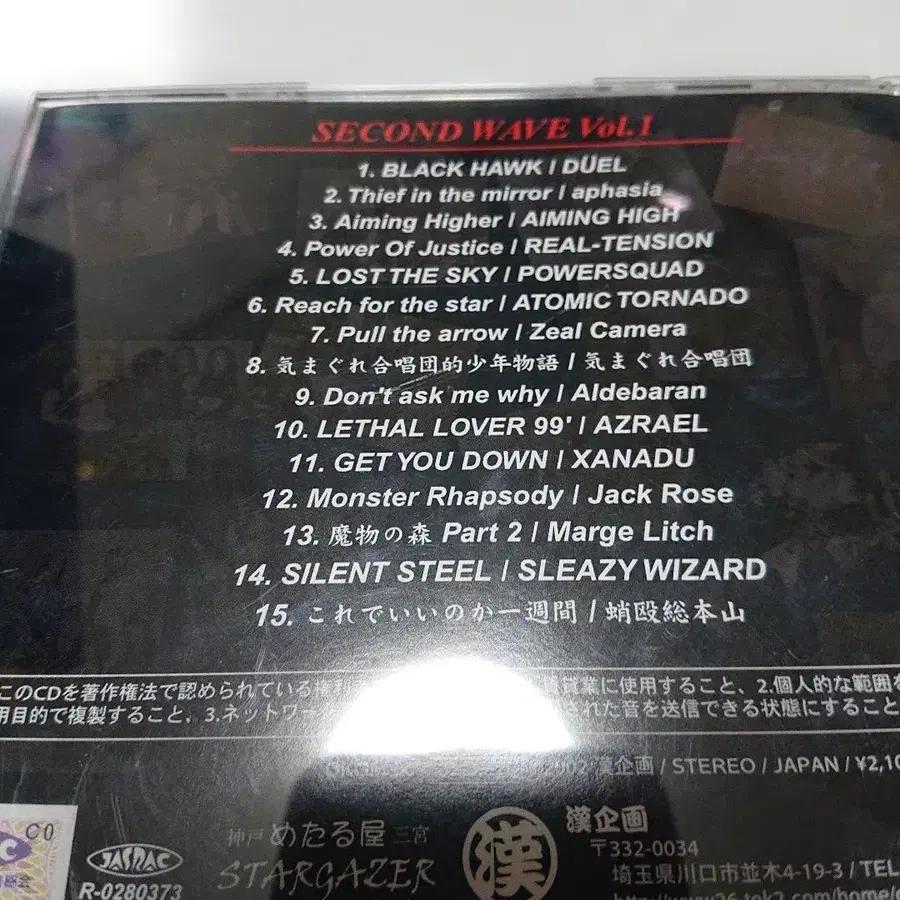 SECOND WAVE Vol.1
1. BLACK HAWK / DÜEL
2. Thief in the mirror / aphasia
3. Aiming Higher / AIMING HIGH
4. Power Of Justice / REAL-TENSION
5. LOST THE SKY / POWERSQUAD
6. Reach for the star / ATOMIC TORNADO
7. Pull the arrow / Zeal Camera
8. 気まぐれ合唱団的少年物語 / 気まぐれ合唱団
9. Don't ask me why / Aldebaran
10. LETHAL LOVER 99' / AZRAEL
11. GET YOU DOWN / XANADU
12. Monster Rhapsody / Jack Rose
13. 魔物の森 Part 2 / Marge Litch
14. SILENT STEEL / SLEAZY WIZARD
15. これでいいのか一週間 / 蛸殴総本山
このCDを著作権法で認められている権利 賃貸業に使用すること、2.個人的な範囲を
用目的で複製すること、3.ネットワー された音を送信できる状態にすること
漢企画 / STEREO / JAPAN / ¥2,10
CO
JASRAC
R-0280373
神戸 めたる屋 三宮
STARGAZER
漢
漢企画
〒332-0034
埼玉県川口市並木4-19-3 / TEL